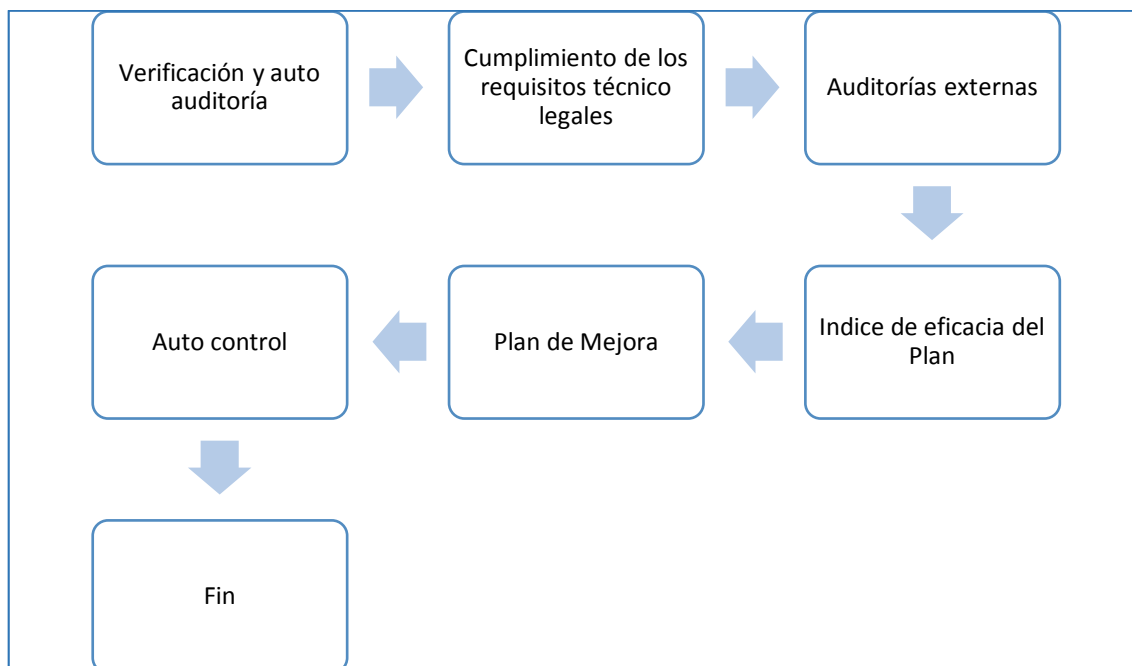 Verificación y auto
auditoría
Cumplimiento de los
requisitos técnico
legales
Auditorías externas
Indice de eficacia del
Plan
Plan de Mejora
Auto control
Fin